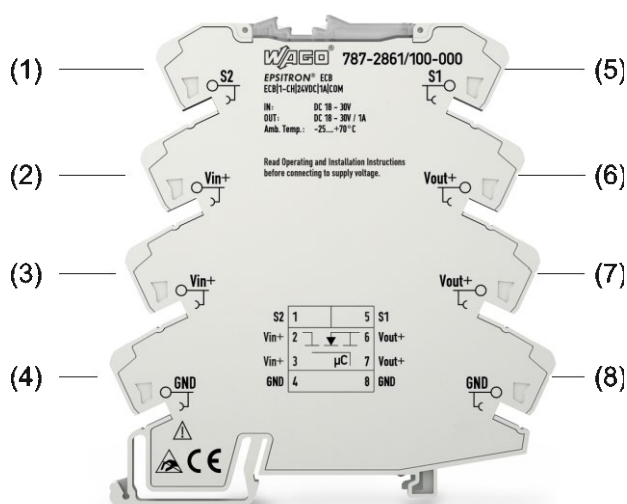 WAGO 787-2861/100-000
(1) S2 S1 (5)
EPSITRON® ECB
ECB|1-CH|24VDC|1A|COM
IN: DC 18 - 30V
OUT: DC 18 - 30V / 1A
Amb. Temp.: -25....+70°C
(2) Vin+ Vout+ (6)
Read Operating and Installation Instructions
before connecting to supply voltage.
(3) Vin+ Vout+ (7)
S2 1 5 S1
Vin+ 2 6 Vout+
Vin+ 3 µC 7 Vout+
GND 4 8 GND
(4) GND GND (8)
CE